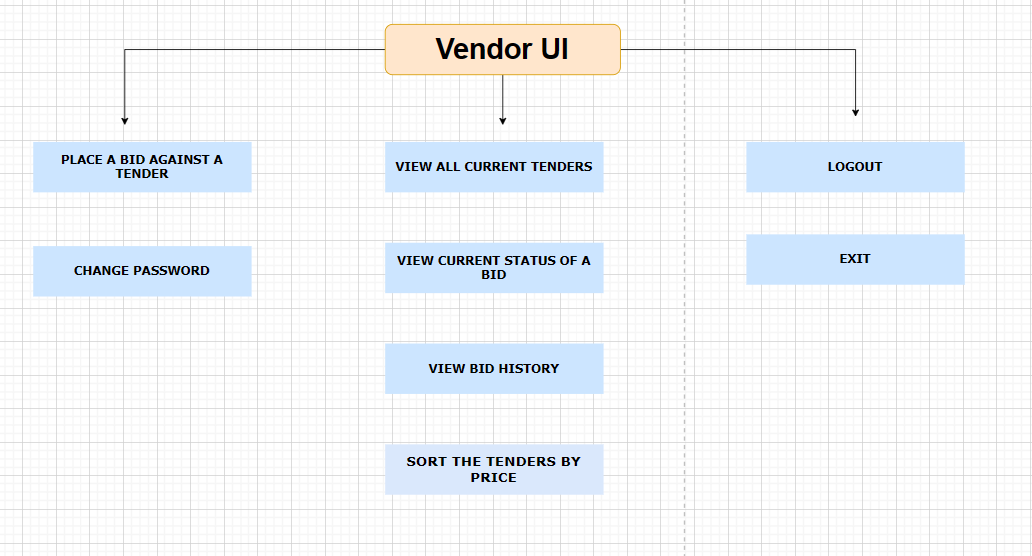 Vendor UI
PLACE A BID AGAINST A
TENDER
VIEW ALL CURRENT TENDERS
LOGOUT
CHANGE PASSWORD
VIEW CURRENT STATUS OF A
BID
EXIT
VIEW BID HISTORY
SORT THE TENDERS BY
PRICE